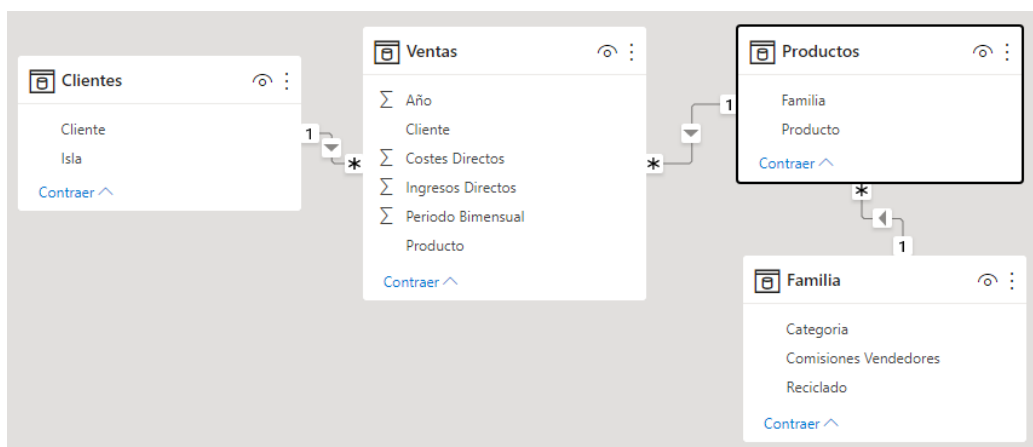 Clientes
Cliente
Isla
Contraer
1
*
Ventas
Σ Año
Cliente
Σ Costes Directos
Σ Ingresos Directos
Σ Periodo Bimensual
Producto
Contraer
*
1
Productos
Familia
Producto
Contraer
*
1
Familia
Categoria
Comisiones Vendedores
Reciclado
Contraer